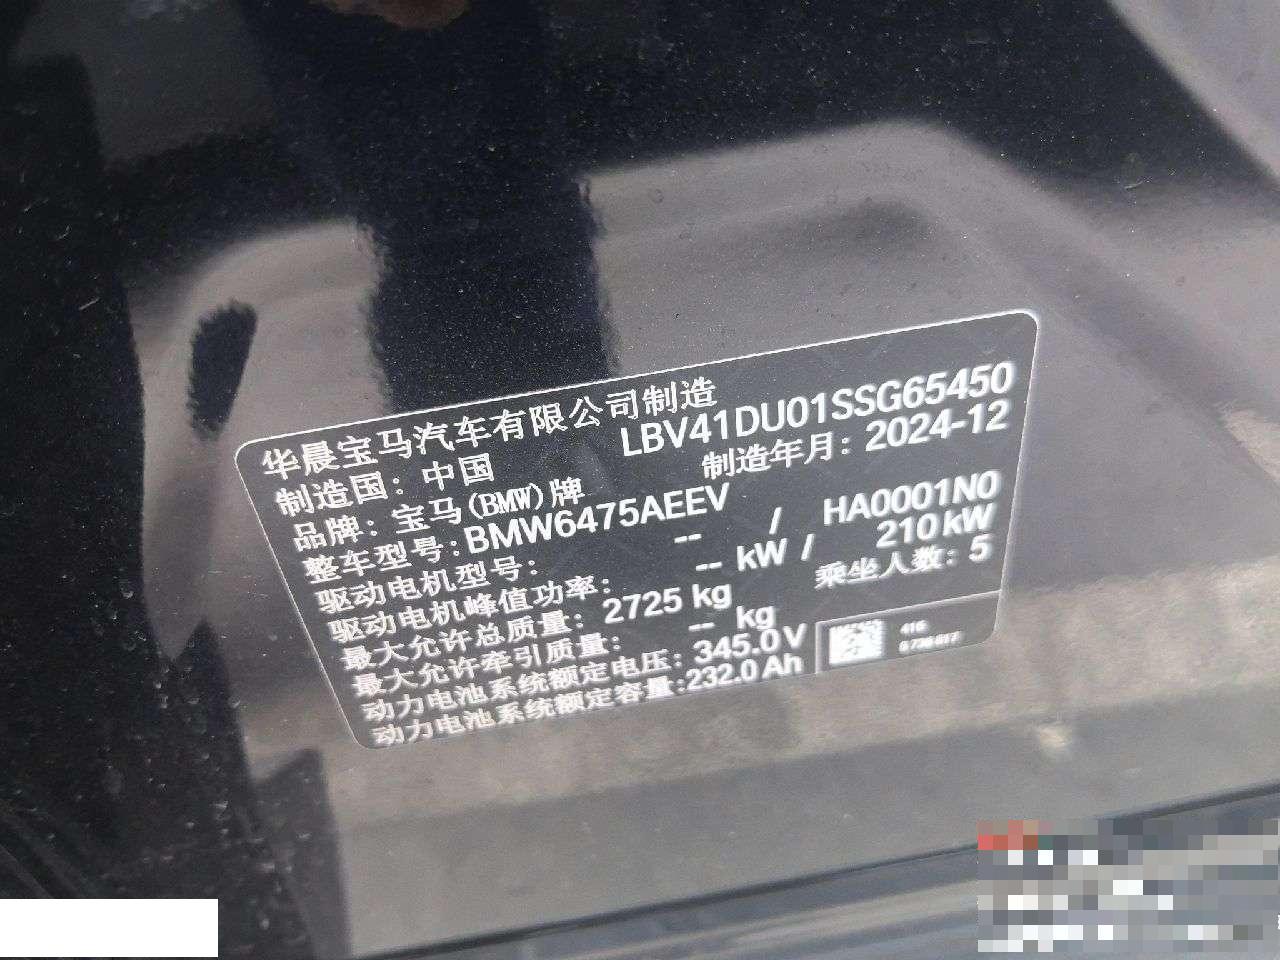 华晨宝马汽车有限公司制造
制造国：中国 LBV41DU01SSG65450
品牌：宝马(BMW)牌 制造年月：2024-12
整车型号：BMW6475AEEV
驱动电机型号： -- / HA0001N0
驱动电机峰值功率： -- kW / 210kW
最大允许总质量：2725 kg 乘坐人数：5
最大允许牵引质量： -- kg
动力电池系统额定电压：345.0V
动力电池系统额定容量：232.0Ah
416